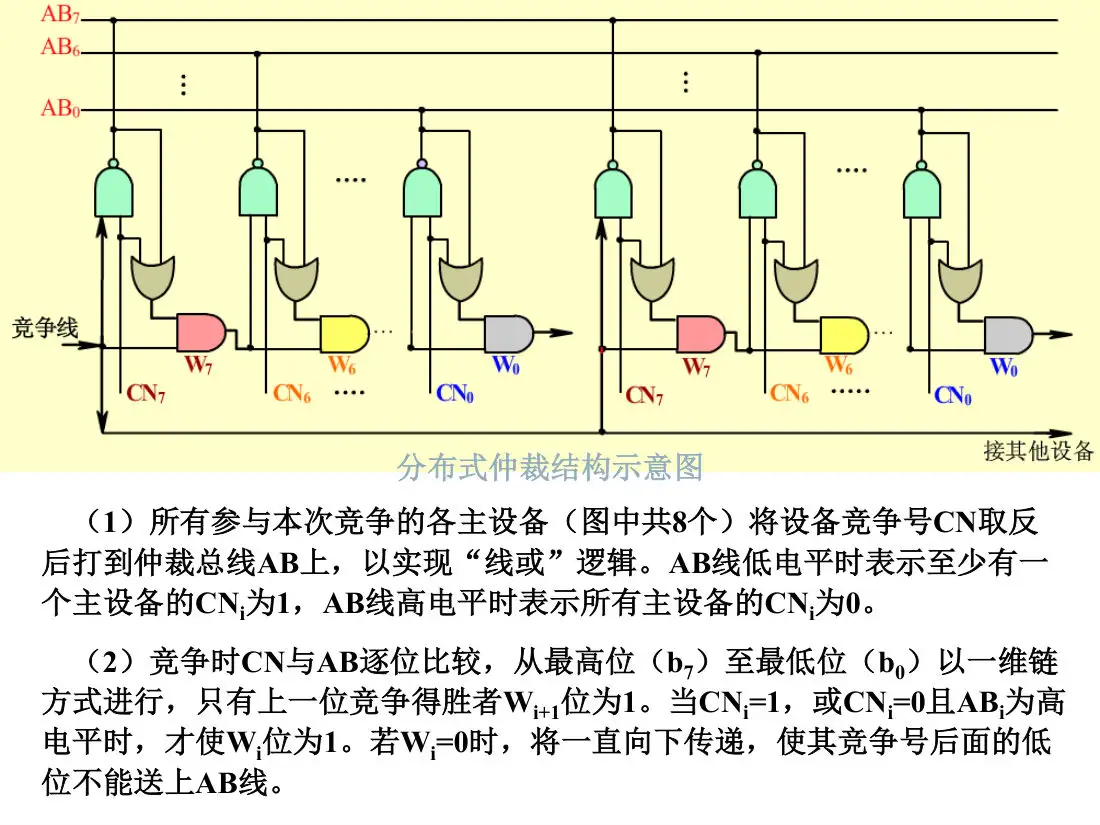 AB7
AB6
⋮ ⋮
AB0
···· ····
竞争线
··· ···
W7 W6 W0 W7 W6 W0
CN7 CN6 ···· CN0 CN7 CN6 ····· CN0
接其他设备
分布式仲裁结构示意图
（1）所有参与本次竞争的各主设备（图中共8个）将设备竞争号CN取反
后打到仲裁总线AB上，以实现“线或”逻辑。AB线低电平时表示至少有一
个主设备的CNi为1，AB线高电平时表示所有主设备的CNi为0。
（2）竞争时CN与AB逐位比较，从最高位（b7）至最低位（b0）以一维链
方式进行，只有上一位竞争得胜者Wi+1位为1。当CNi=1，或CNi=0且ABi为高
电平时，才使Wi位为1。若Wi=0时，将一直向下传递，使其竞争号后面的低
位不能送上AB线。